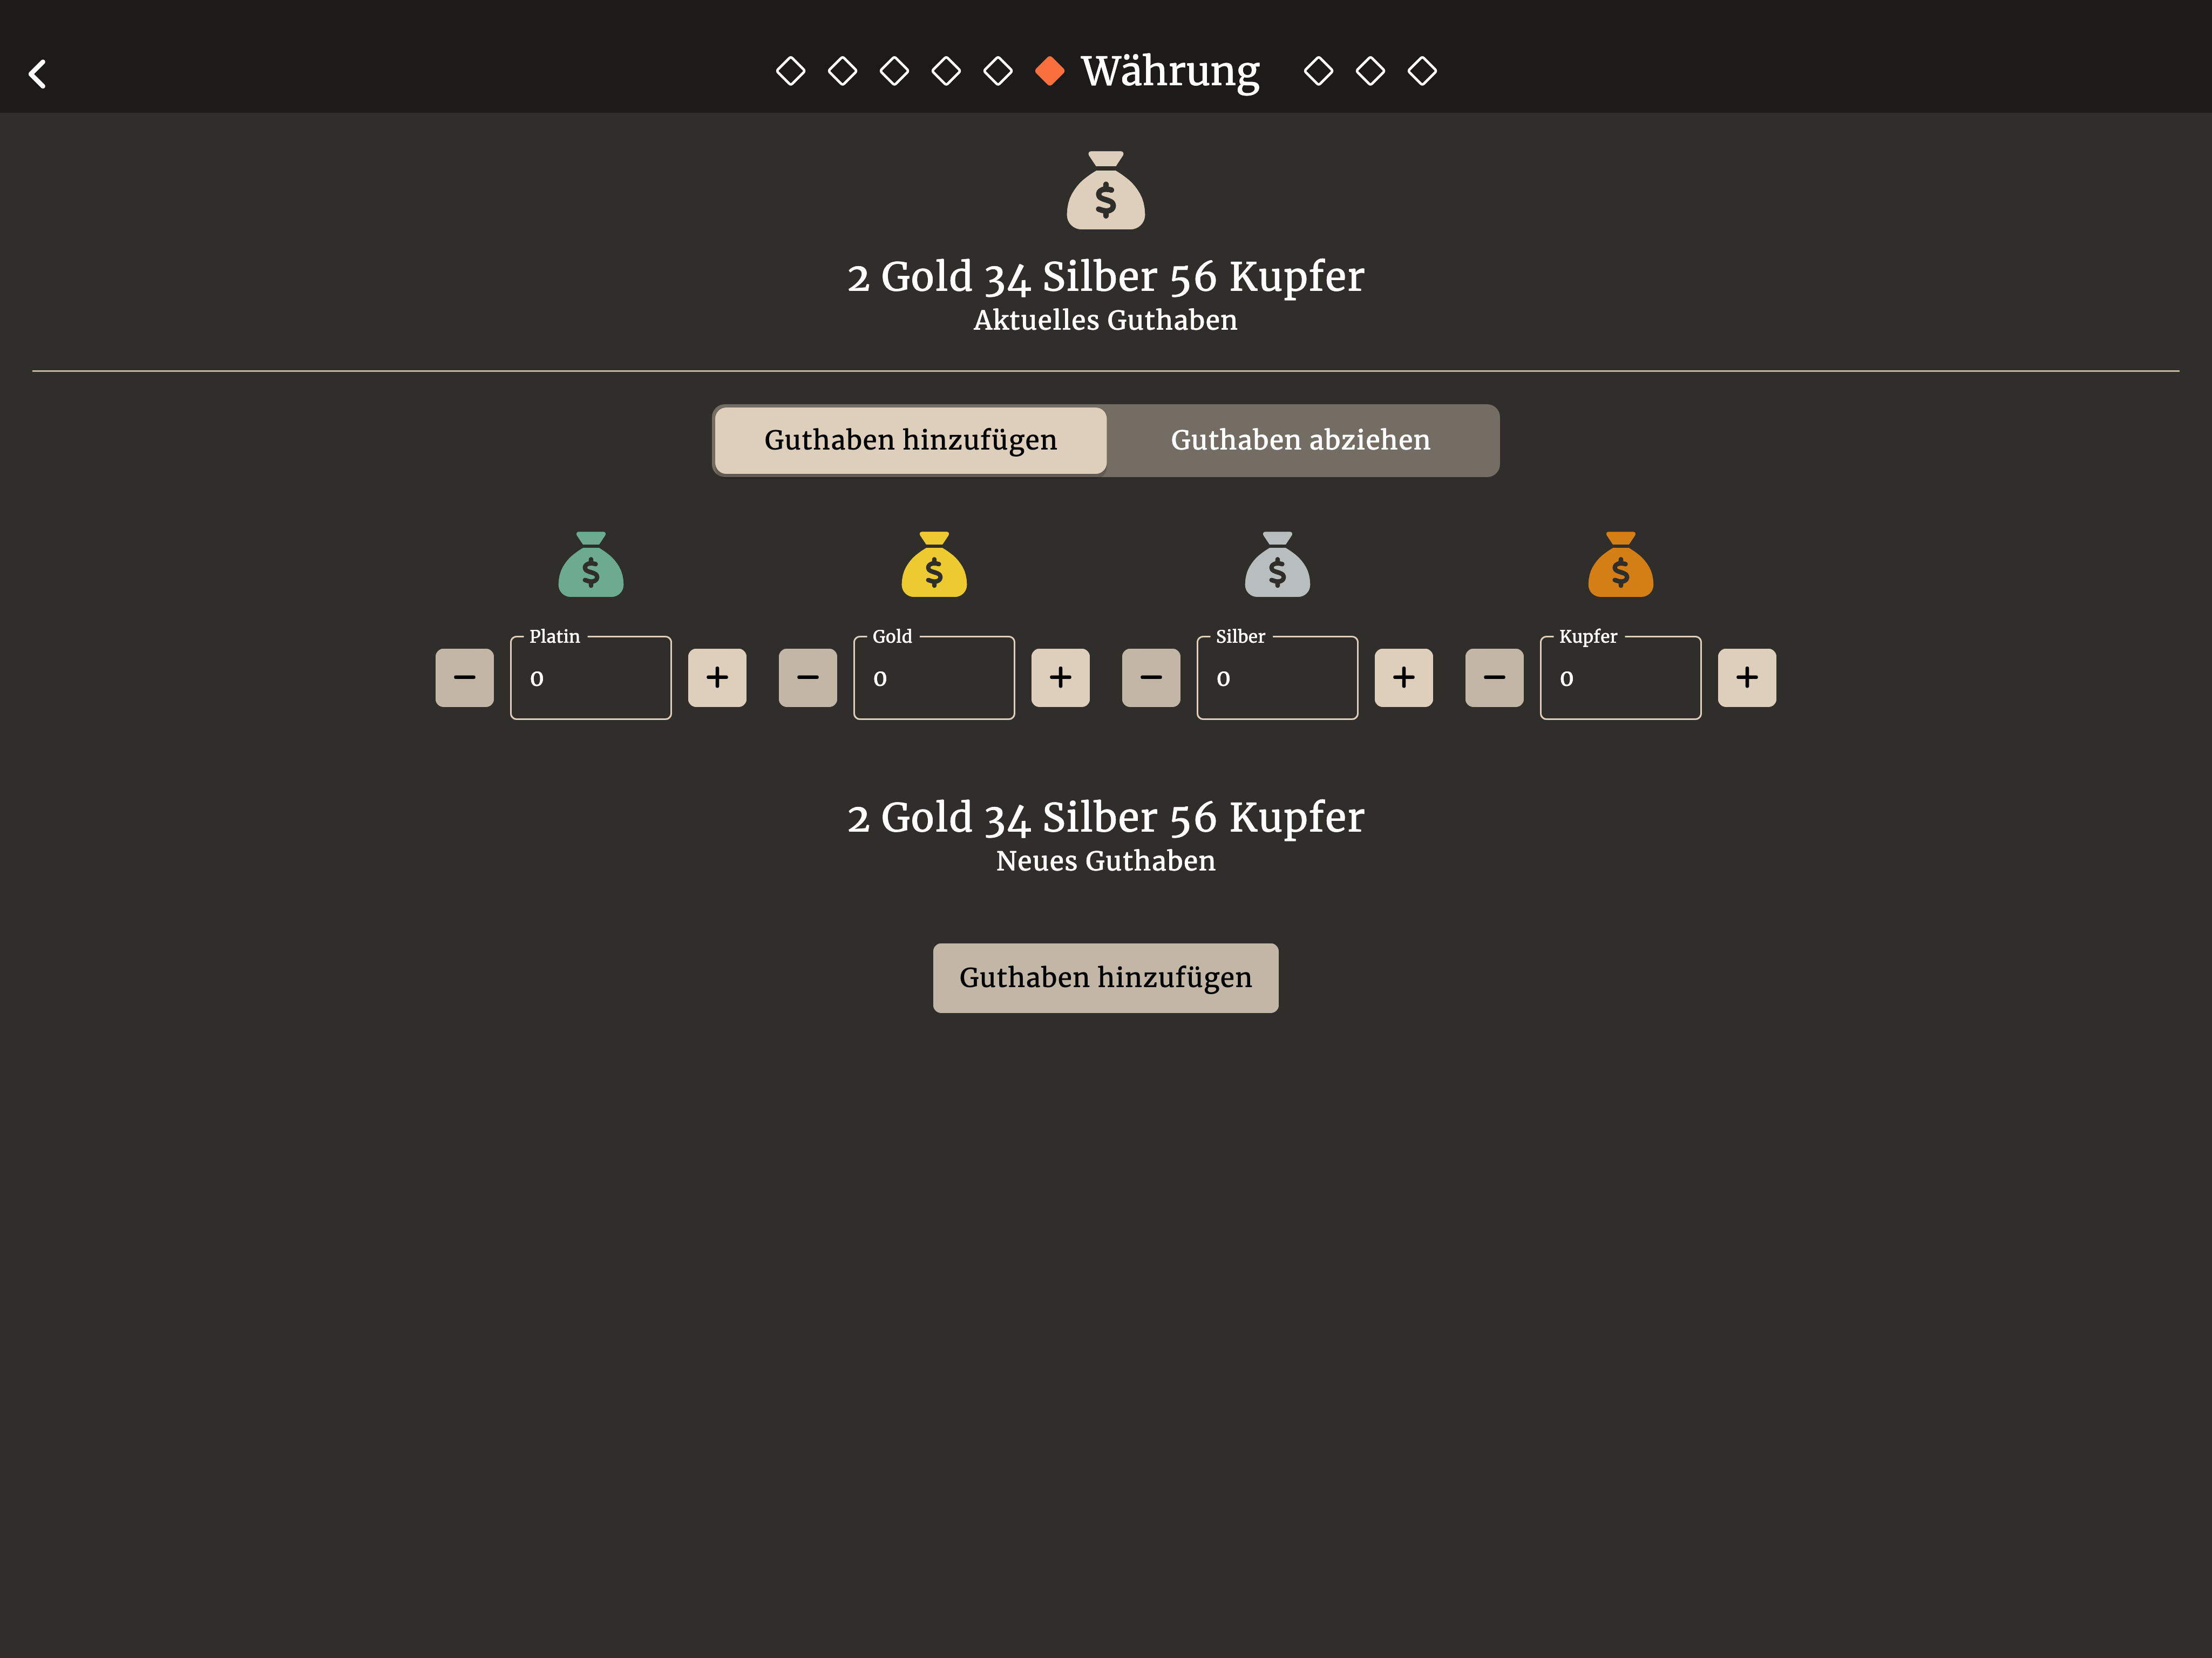 Währung
$
2 Gold 34 Silber 56 Kupfer
Aktuelles Guthaben
Guthaben hinzufügen Guthaben abziehen
$ $ $ $
Platin Gold Silber Kupfer
− 0 + − 0 + − 0 + − 0 +
2 Gold 34 Silber 56 Kupfer
Neues Guthaben
Guthaben hinzufügen